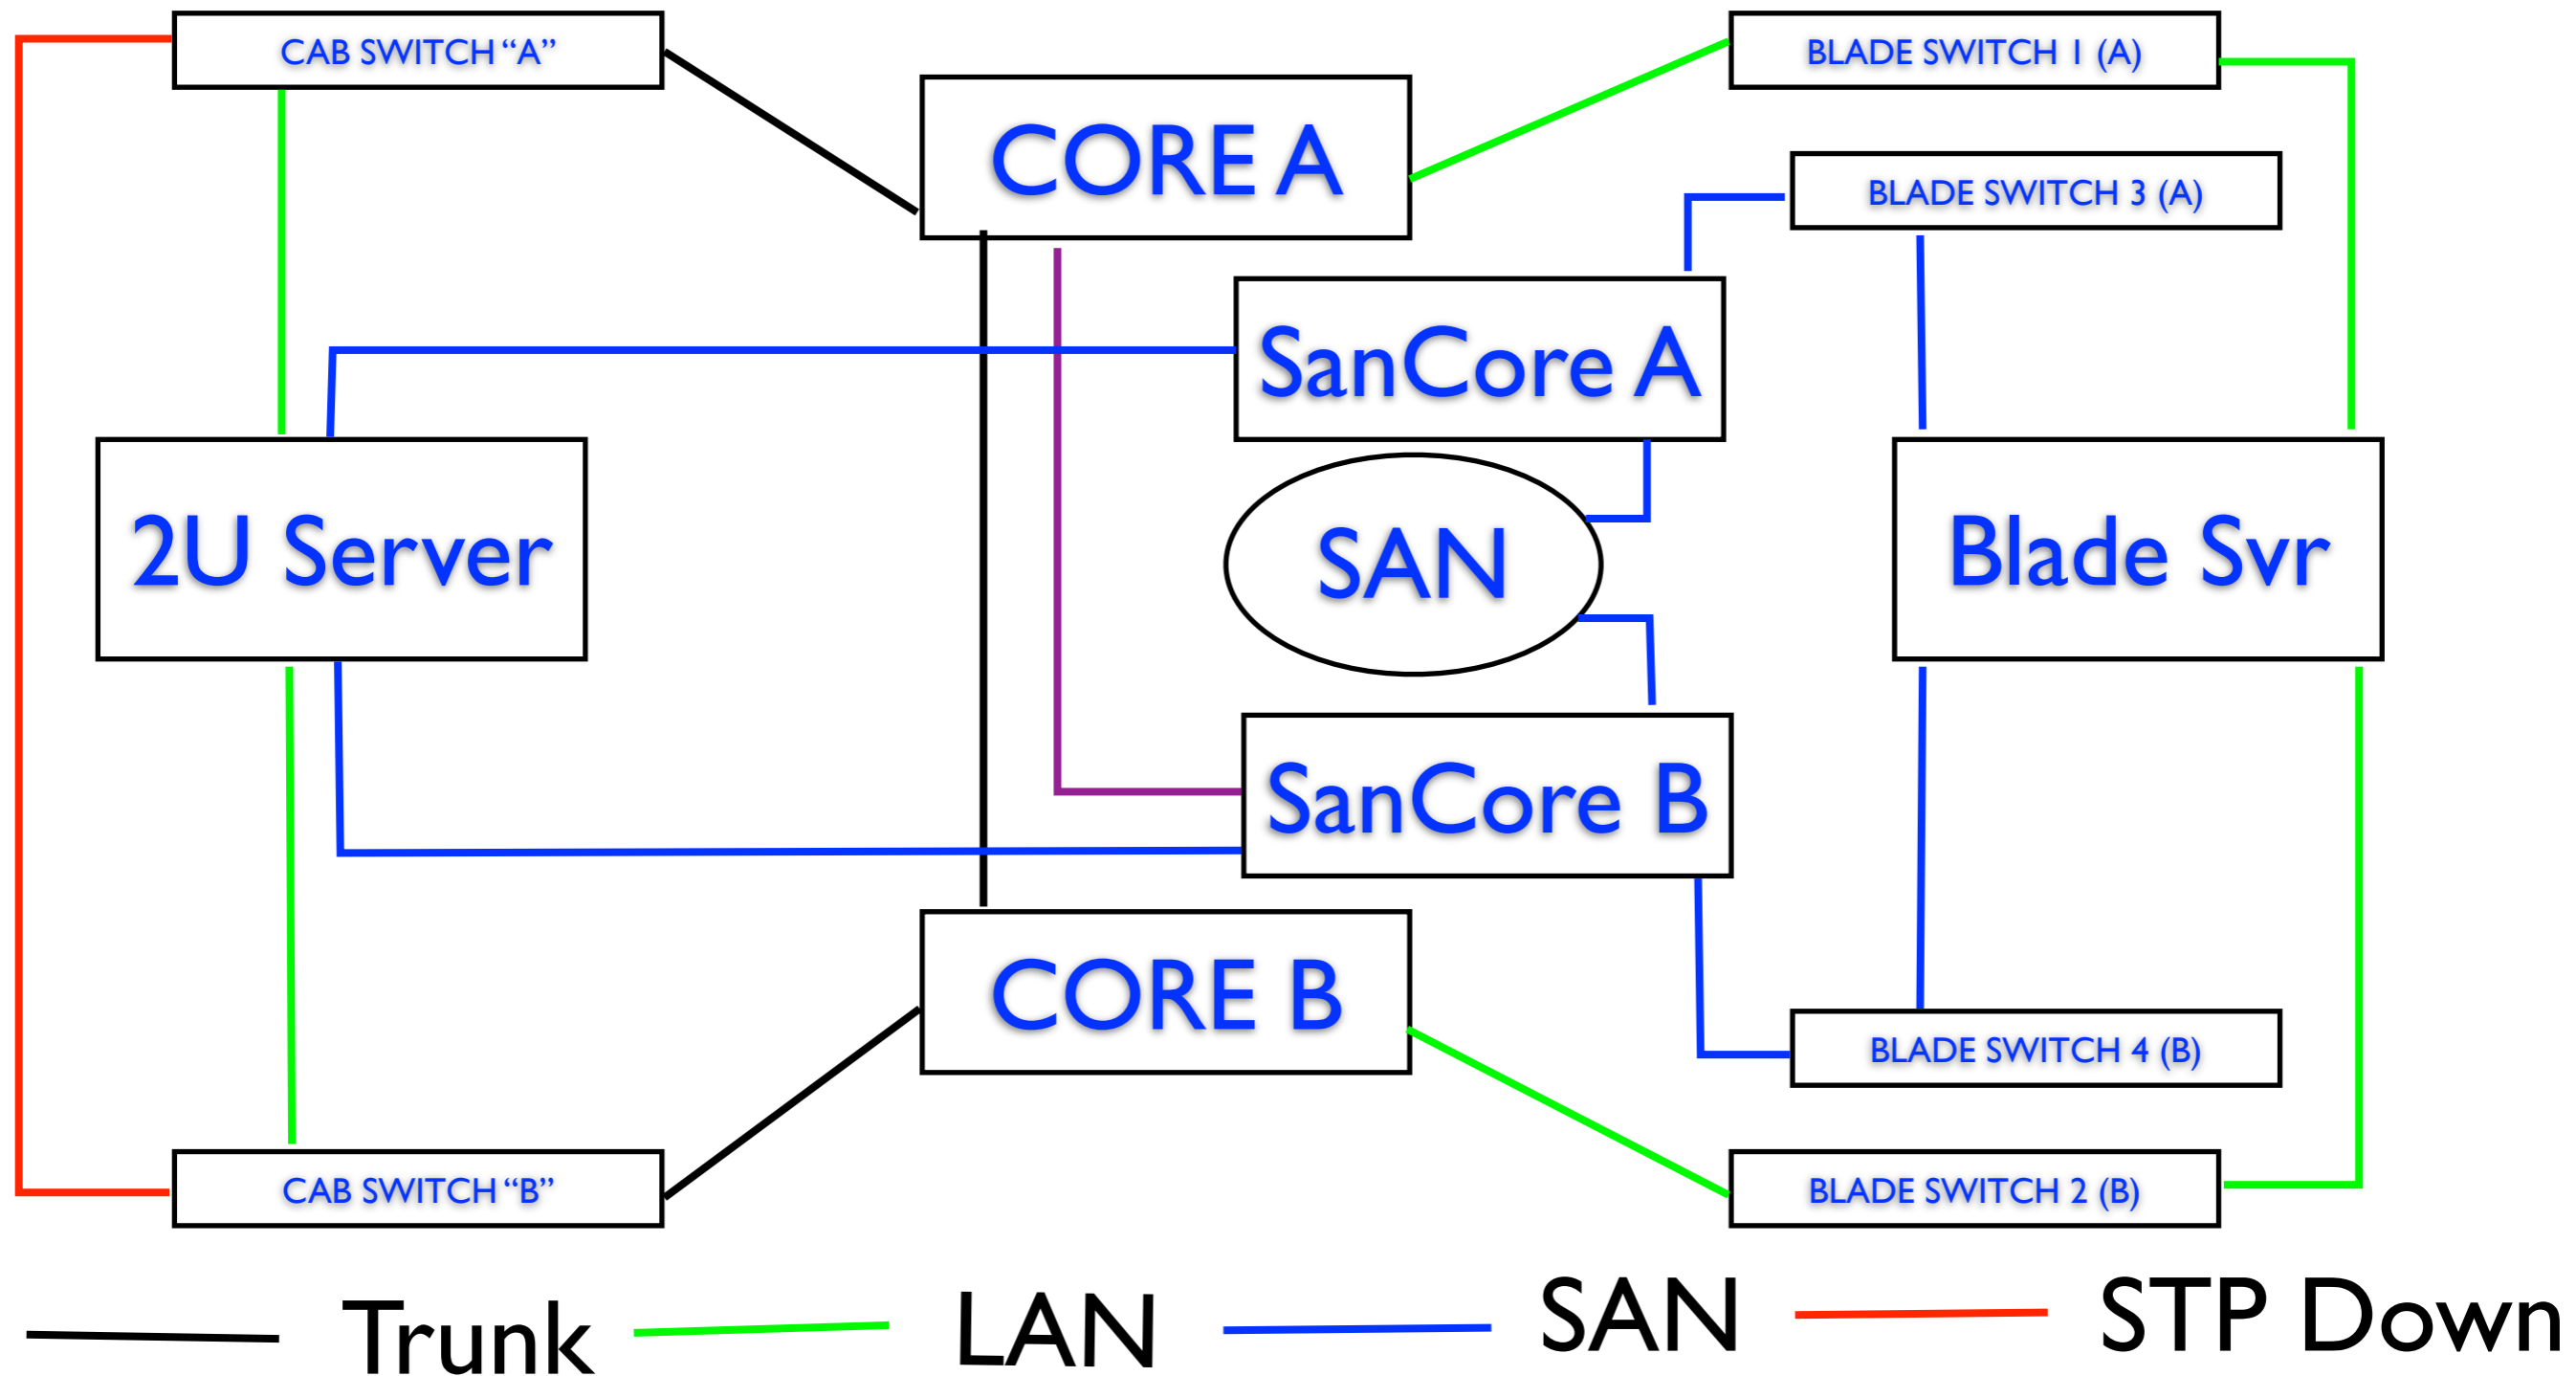 CAB SWITCH “A”
BLADE SWITCH 1 (A)
CORE A
BLADE SWITCH 3 (A)
SanCore A
2U Server
SAN
Blade Svr
SanCore B
CORE B
BLADE SWITCH 4 (B)
CAB SWITCH “B”
BLADE SWITCH 2 (B)
Trunk
LAN
SAN
STP Down